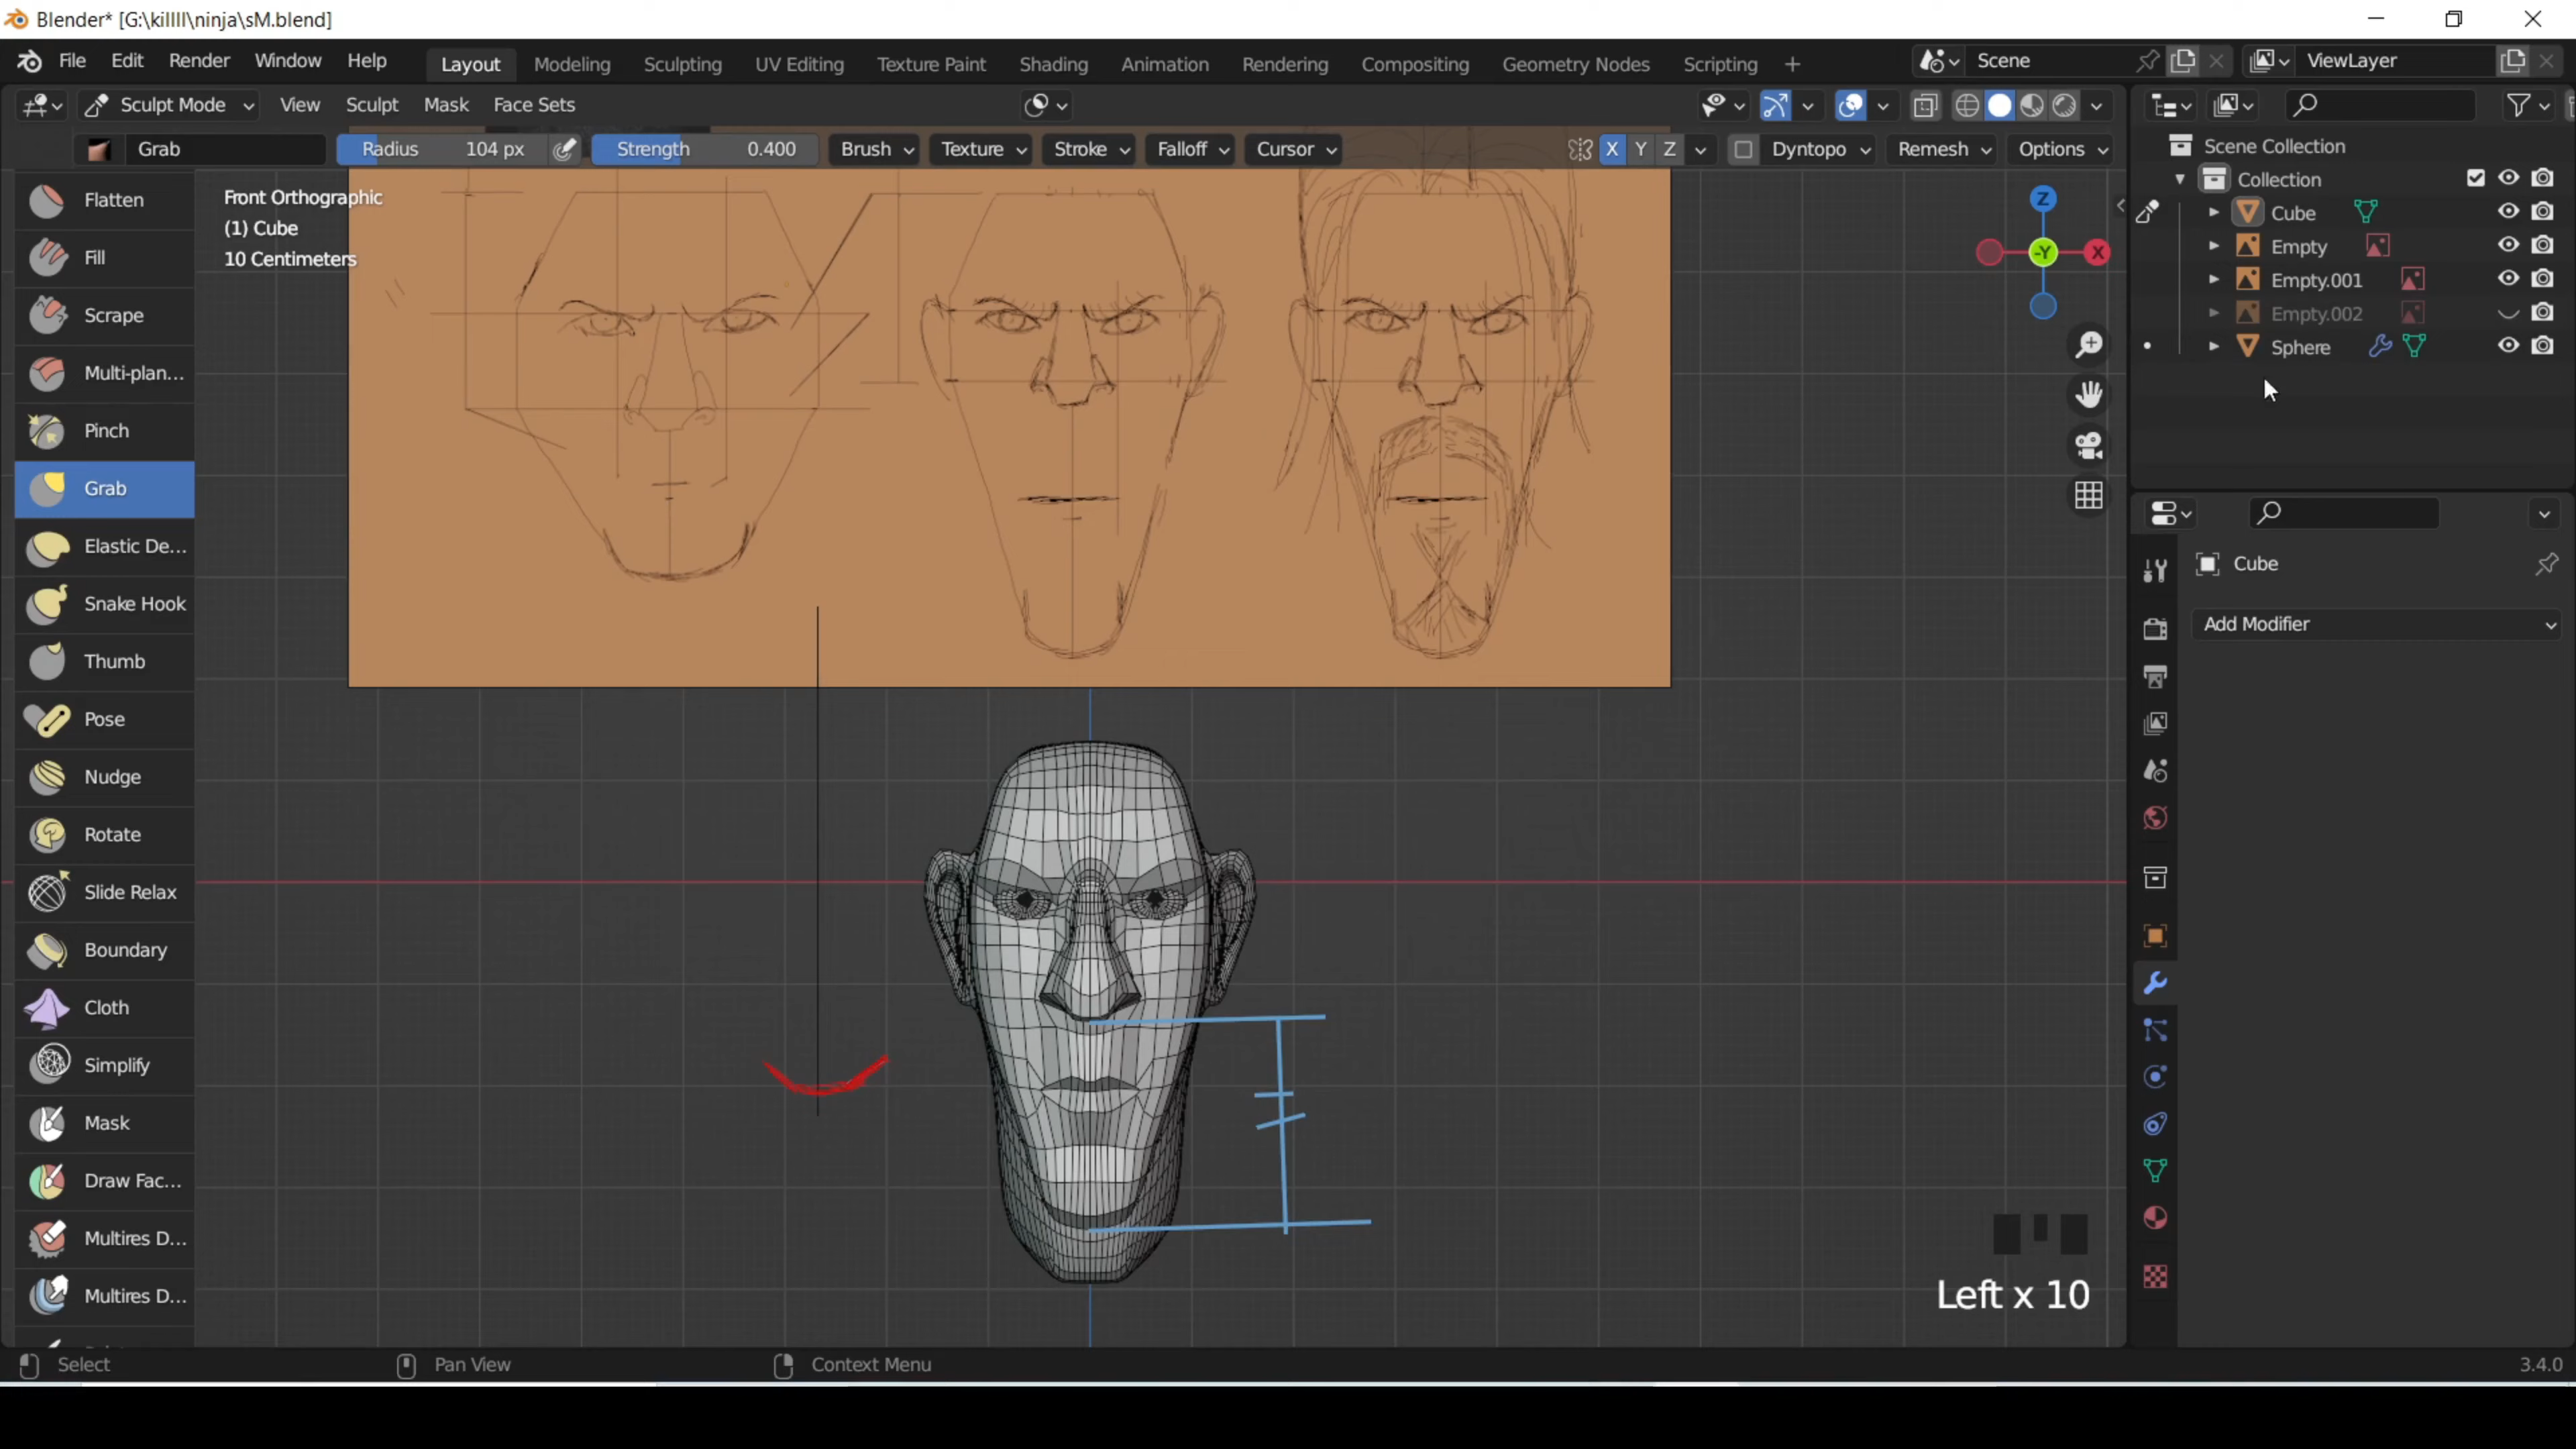 Blender* [G:\killll\ninja\sM.blend]
File Edit Render Window Help Layout Modeling Sculpting UV Editing Texture Paint Shading Animation Rendering Compositing Geometry Nodes Scripting + Scene ViewLayer
Sculpt Mode View Sculpt Mask Face Sets
Grab Radius 104 px Strength 0.400 Brush Texture Stroke Falloff Cursor X Y Z Dyntopo Remesh Options
Front Orthographic
(1) Cube
10 Centimeters
Flatten
Fill
Scrape
Multi-plan...
Pinch
Grab
Elastic De...
Snake Hook
Thumb
Pose
Nudge
Rotate
Slide Relax
Boundary
Cloth
Simplify
Mask
Draw Fac...
Multires D...
Multires D...
Z
-Y
X
Left x 10
Scene Collection
Collection
Cube
Empty
Empty.001
Empty.002
Sphere
Cube
Add Modifier
Select Pan View Context Menu 3.4.0